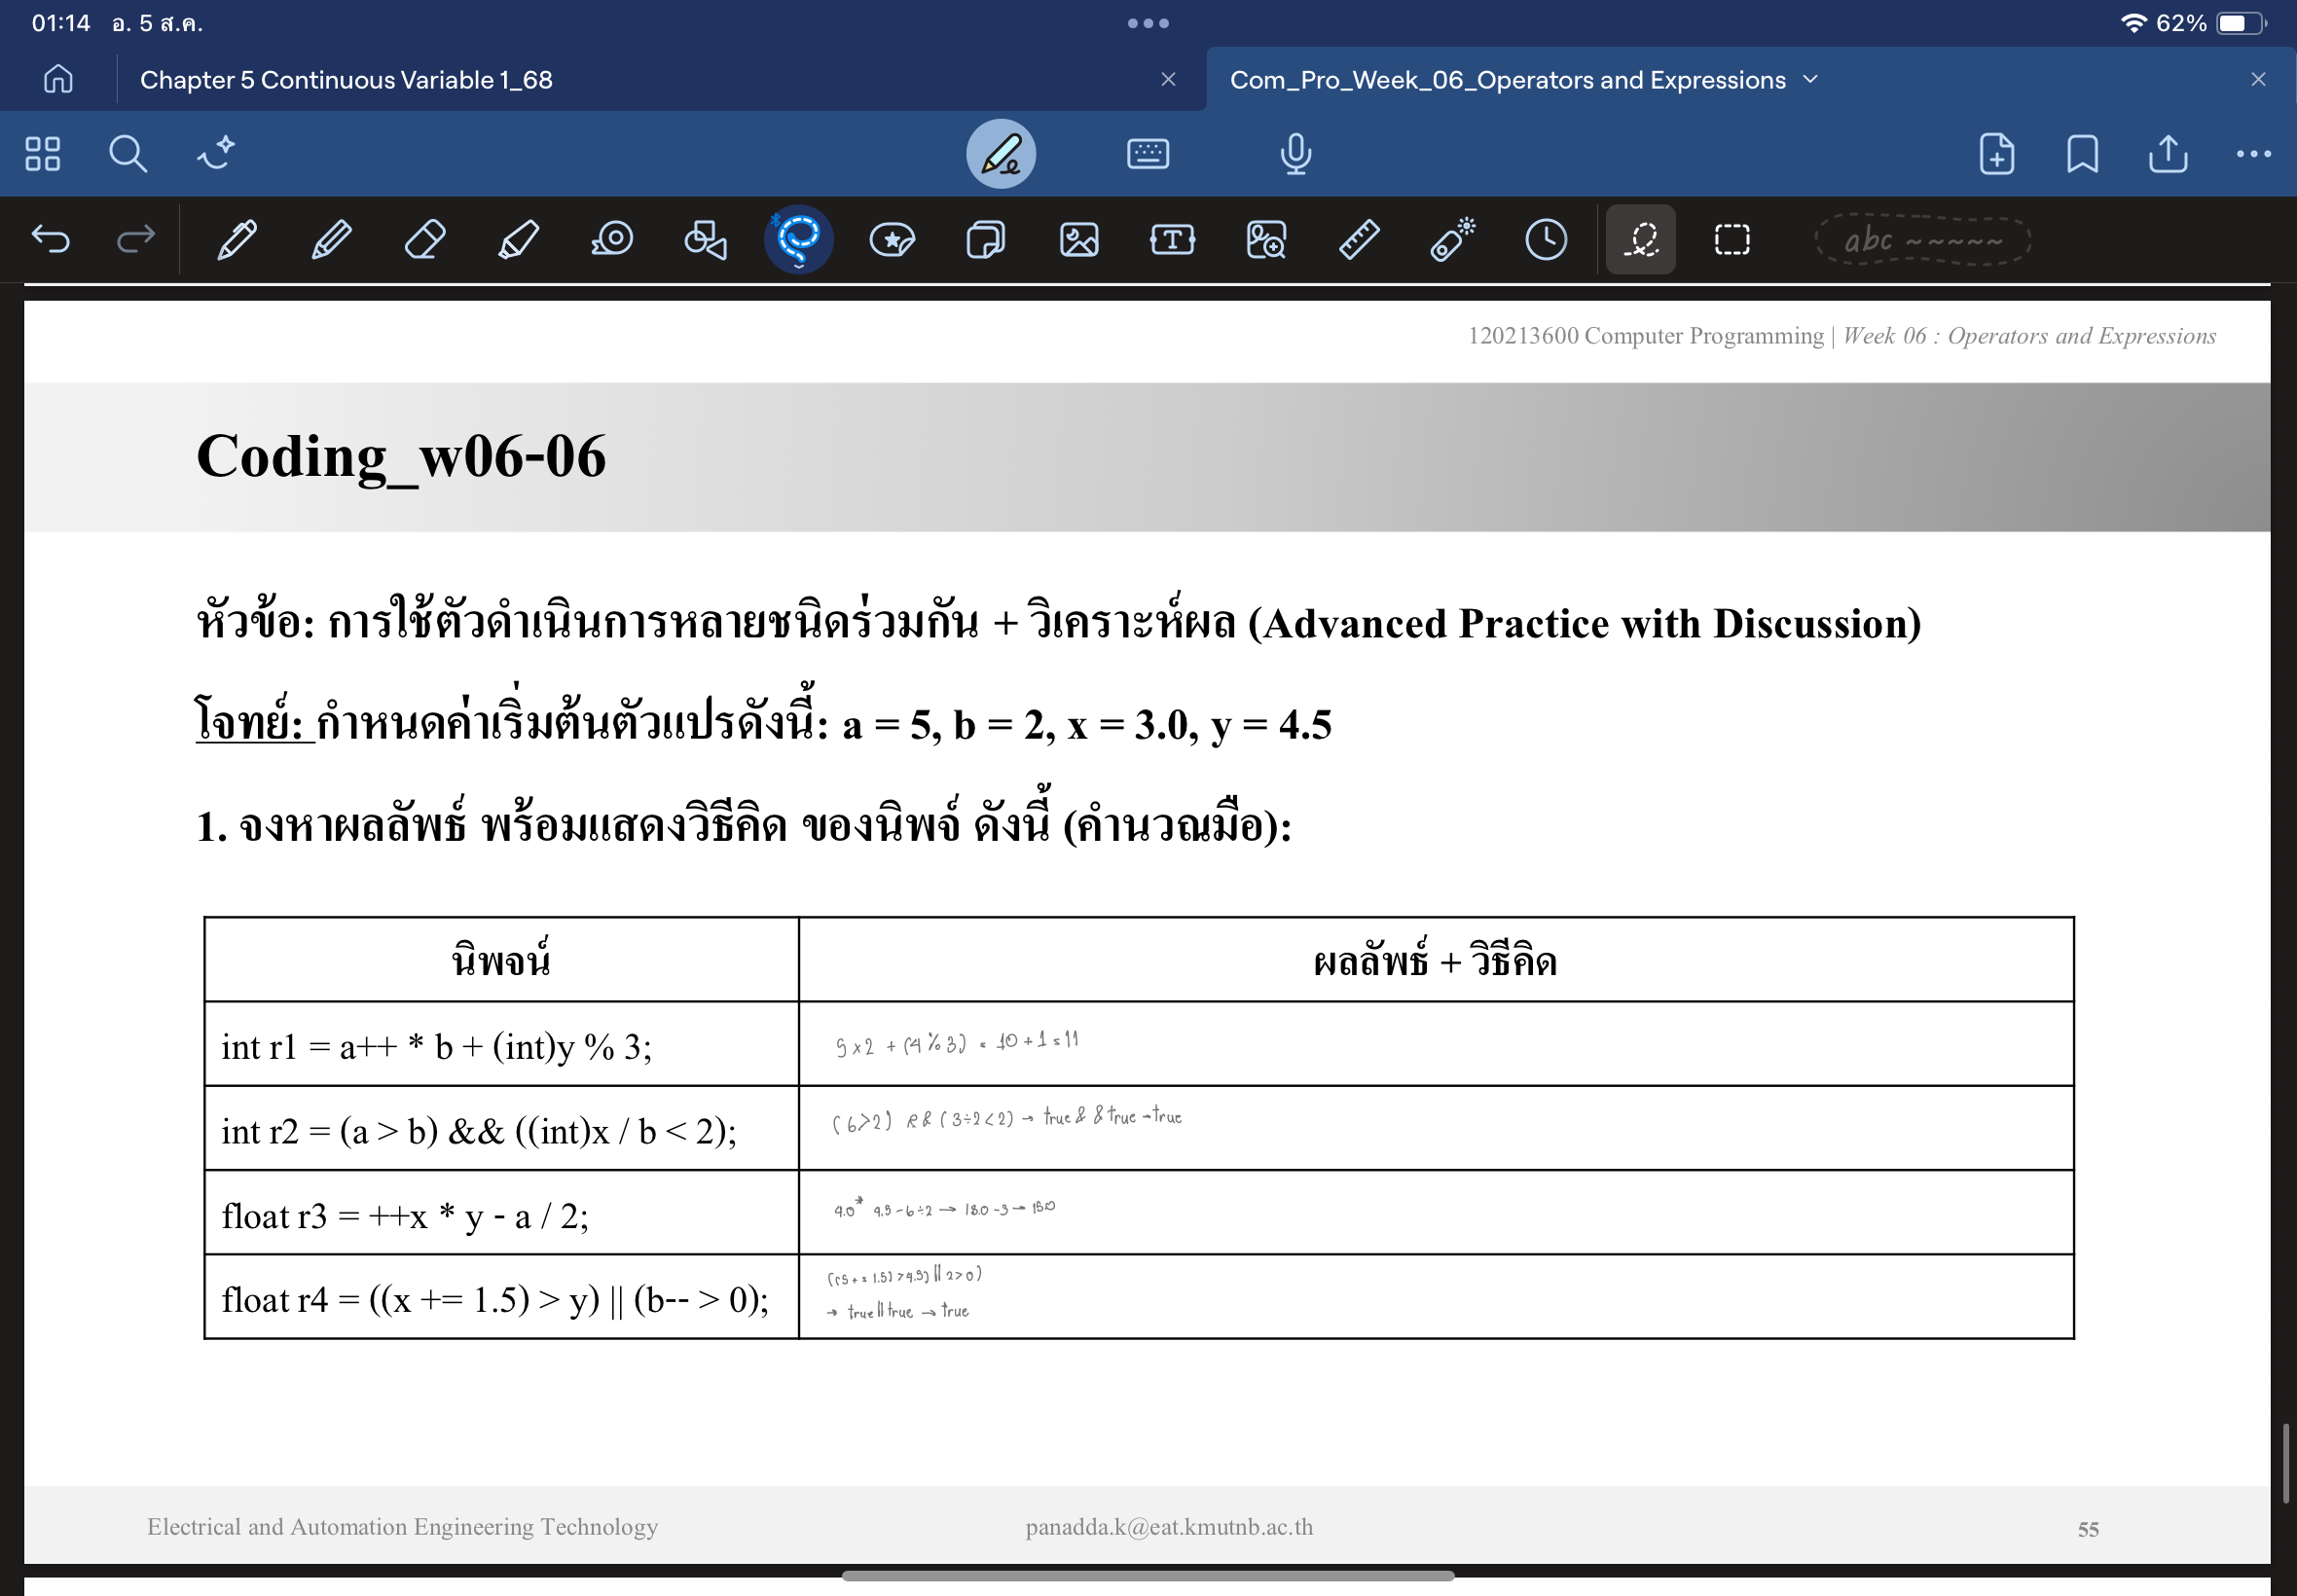 01:14 อ. 5 ส.ค.
62%
Chapter 5 Continuous Variable 1_68
Com_Pro_Week_06_Operators and Expressions
abc
120213600 Computer Programming | Week 06 : Operators and Expressions
Coding_w06-06
หัวข้อ: การใช้ตัวดำเนินการหลายชนิดร่วมกัน + วิเคราะห์ผล (Advanced Practice with Discussion)
โจทย์: กำหนดค่าเริ่มต้นตัวแปรดังนี้: a = 5, b = 2, x = 3.0, y = 4.5
1. จงหาผลลัพธ์ พร้อมแสดงวิธีคิด ของนิพจ์ ดังนี้ (คำนวณมือ):
นิพจน์
ผลลัพธ์ + วิธีคิด
int r1 = a++ * b + (int)y % 3;
5 x 2 + (4 % 3) = 10 + 1 = 11
int r2 = (a > b) && ((int)x / b < 2);
(6>2) && (3÷2<2) → true && true → true
float r3 = ++x * y - a / 2;
4.0* 4.5 - 6÷2 → 18.0 - 3 → 15.0
float r4 = ((x += 1.5) > y) || (b-- > 0);
+= 1.5) > 4.5) || 2>0)
→ true || true → true
Electrical and Automation Engineering Technology
panadda.k@eat.kmutnb.ac.th
55